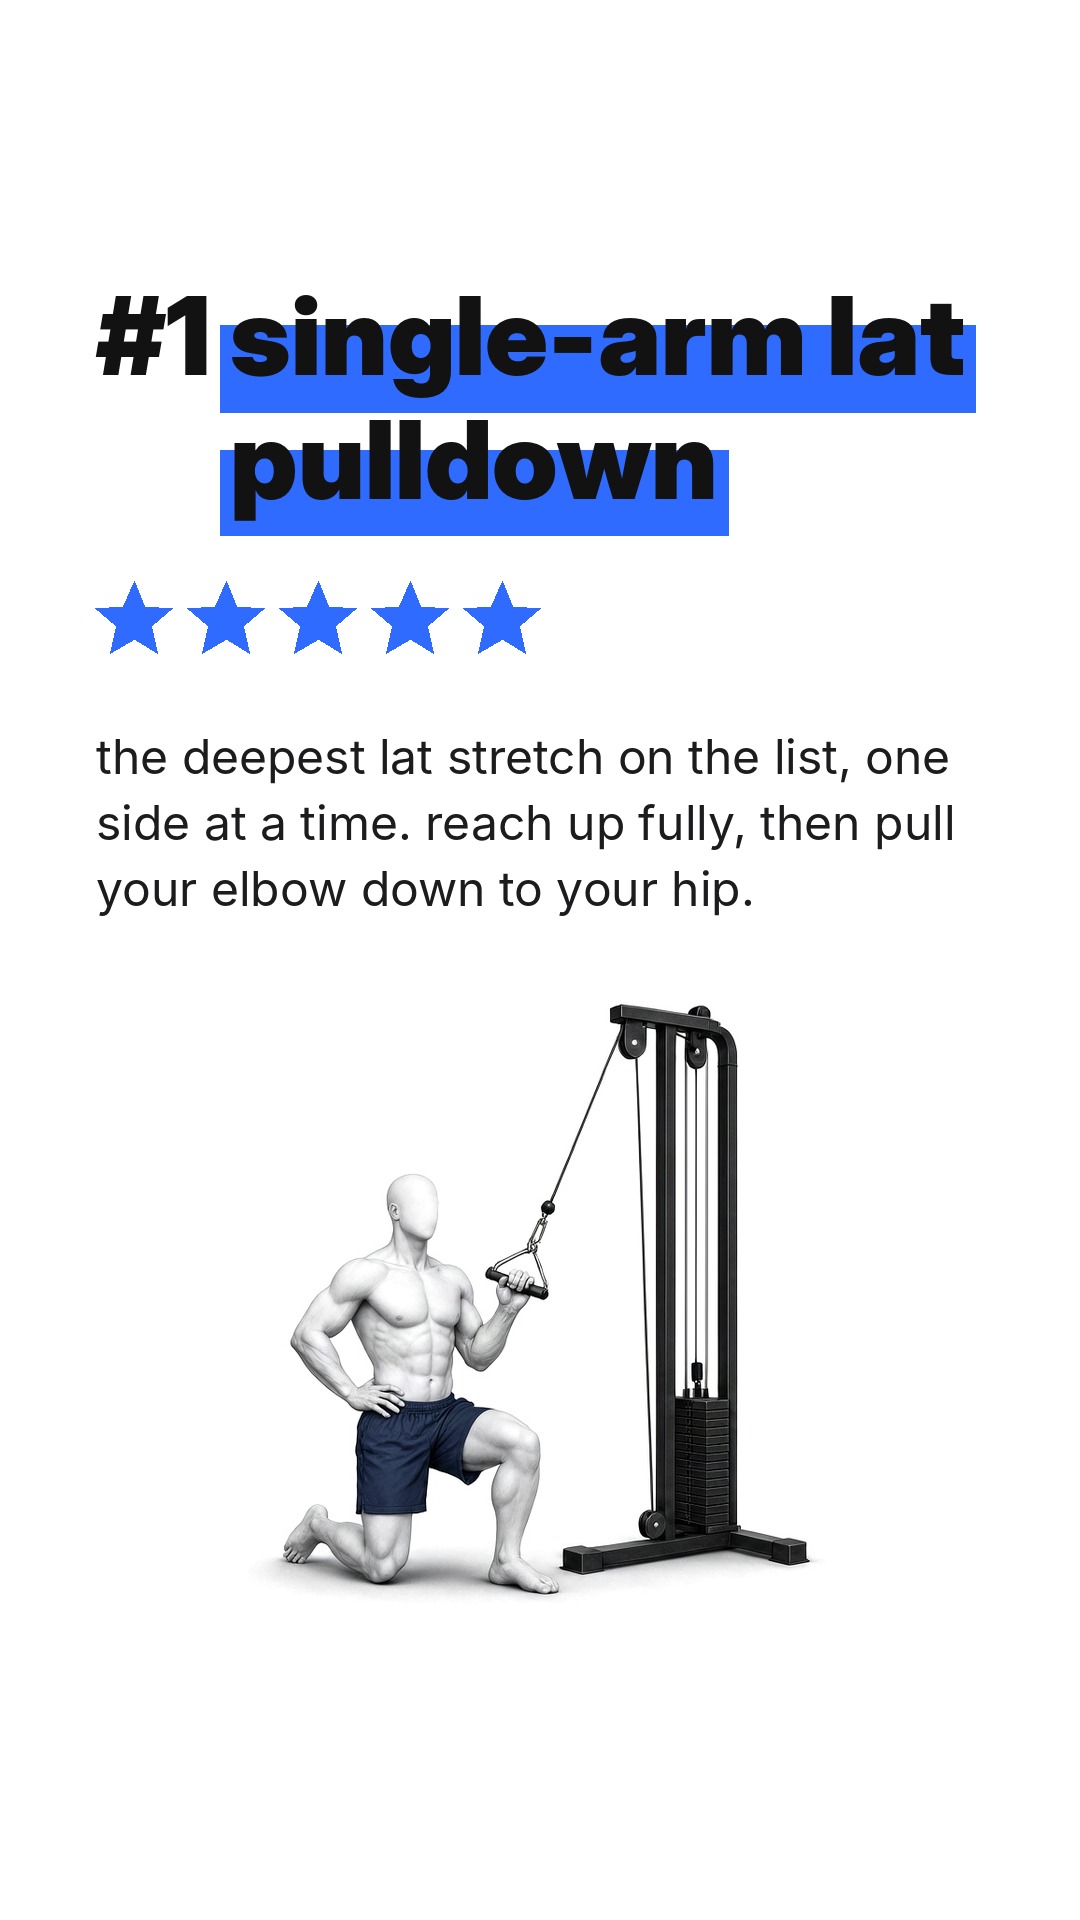 #1 single-arm lat
pulldown
the deepest lat stretch on the list, one
side at a time. reach up fully, then pull
your elbow down to your hip.